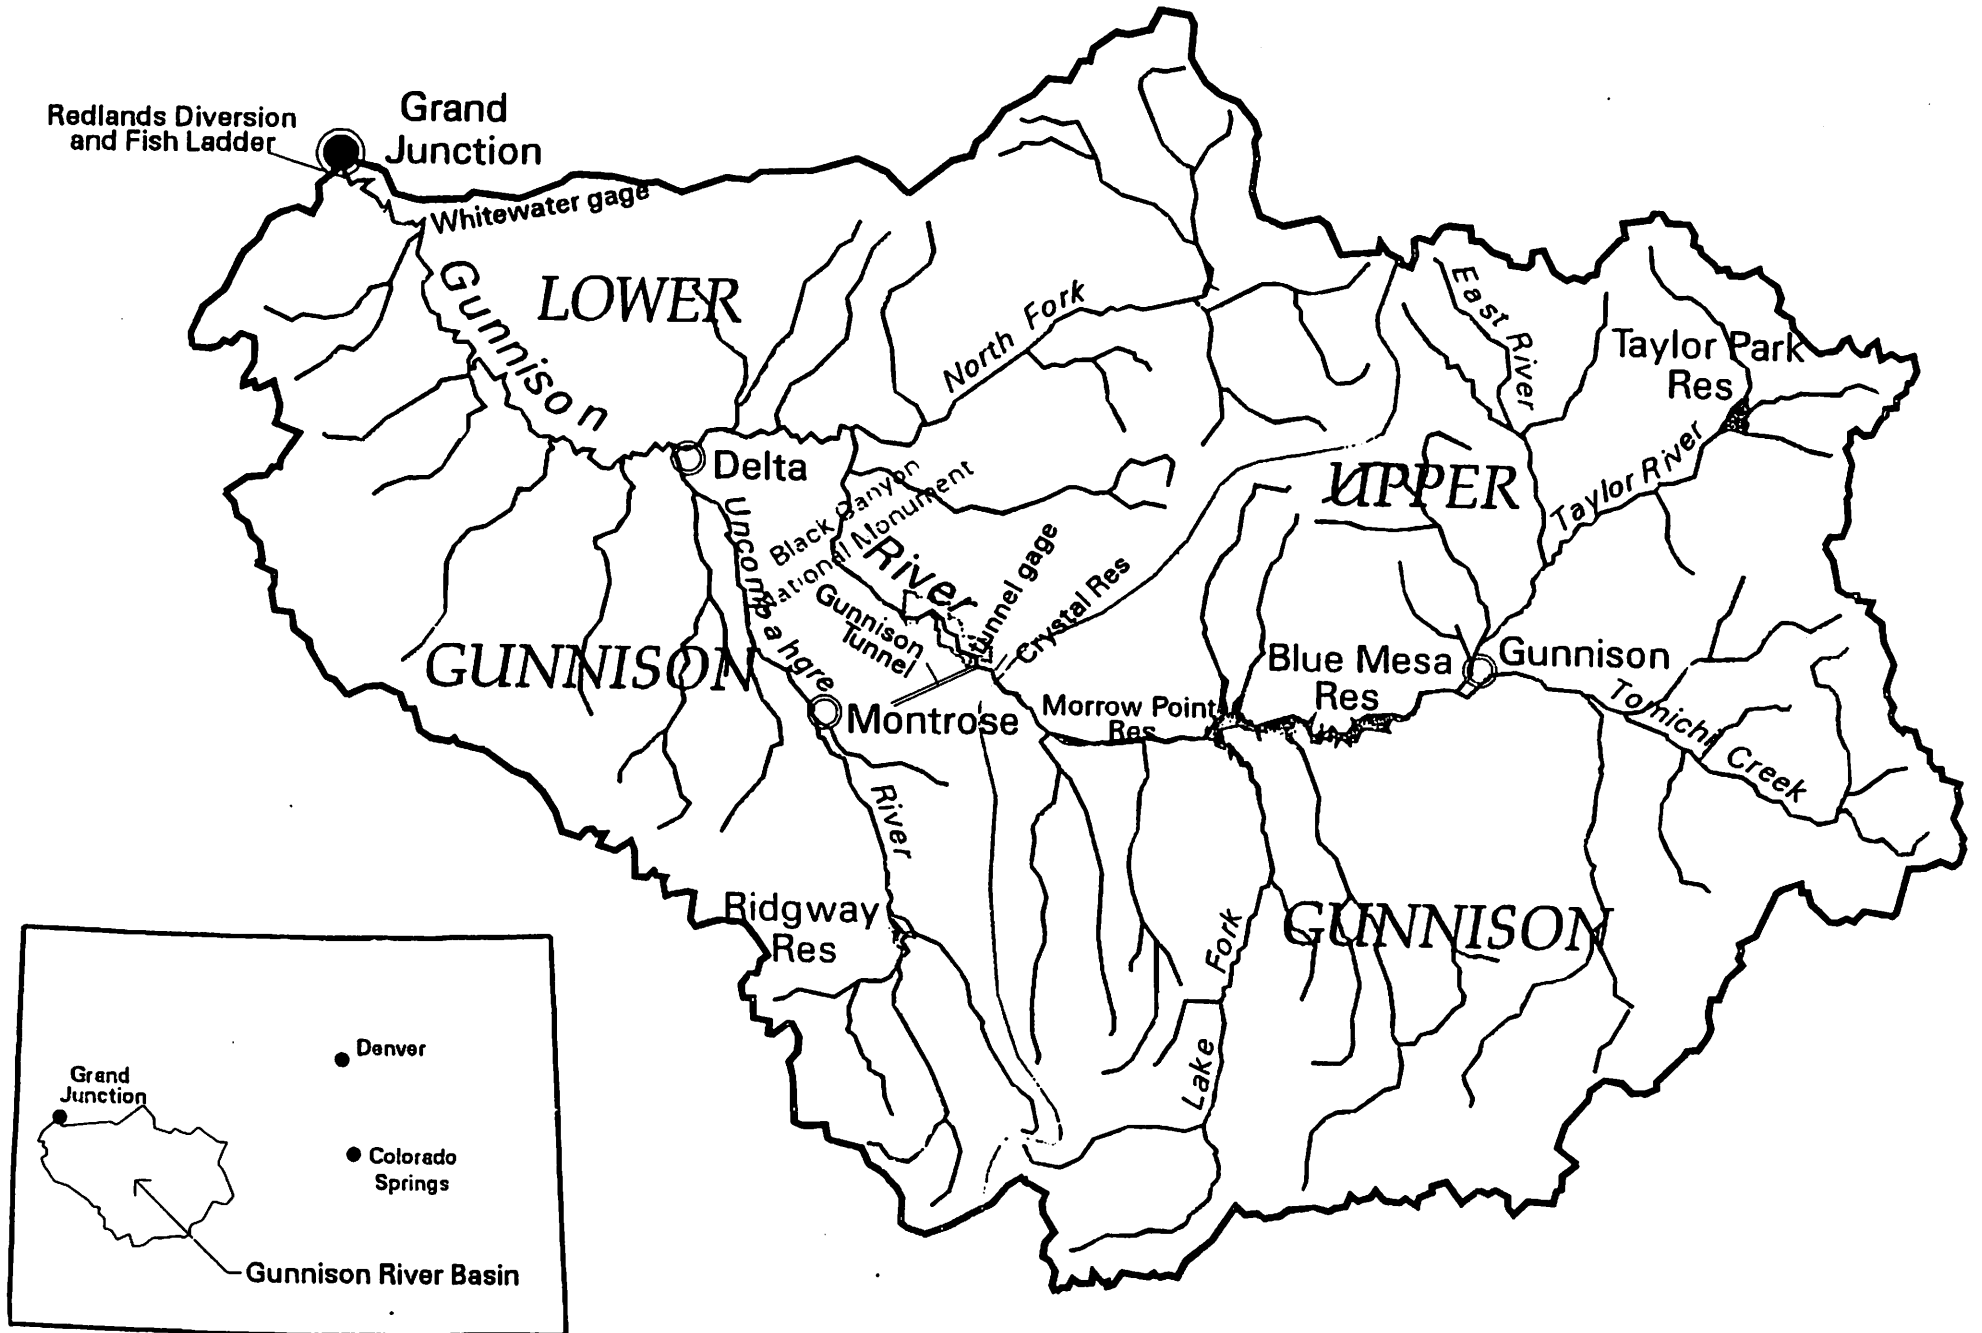 Grand
Junction
Redlands Diversion
and Fish Ladder
Whitewater gage
Gunnison
LOWER
North Fork
East River
Taylor Park
Res
Taylor River
Delta
Black Canyon
National Monument
UPPER
Uncompahgre
River
Gunnison
Tunnel
tunnel gage
Crystal Res
GUNNISON
Montrose
Morrow Point
Res
Blue Mesa
Res
Gunnison
Tomichi
Creek
River
Ridgway
Res
Lake Fork
GUNNISON
Denver
Grand
Junction
Colorado
Springs
Gunnison River Basin